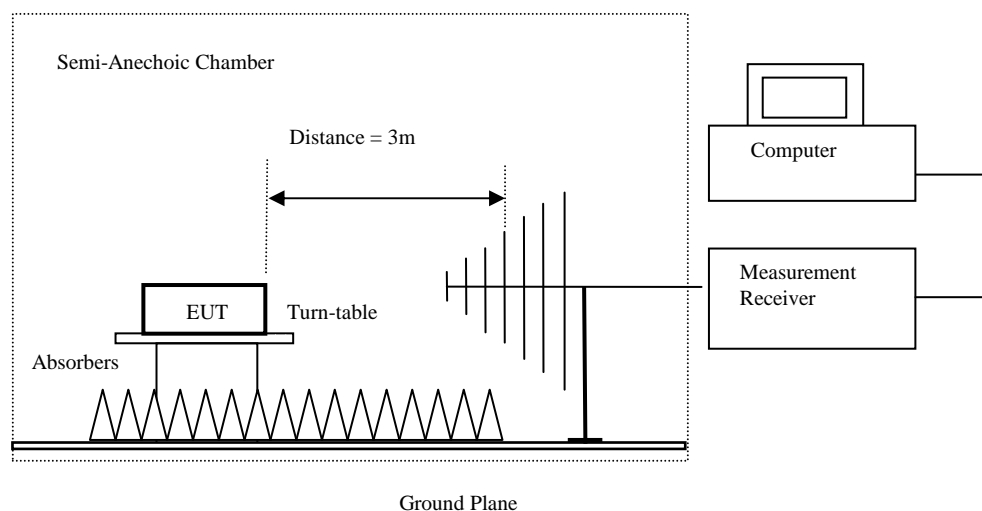 Semi-Anechoic Chamber
Distance = 3m
Computer
Measurement
Receiver
EUT
Turn-table
Absorbers
Ground Plane